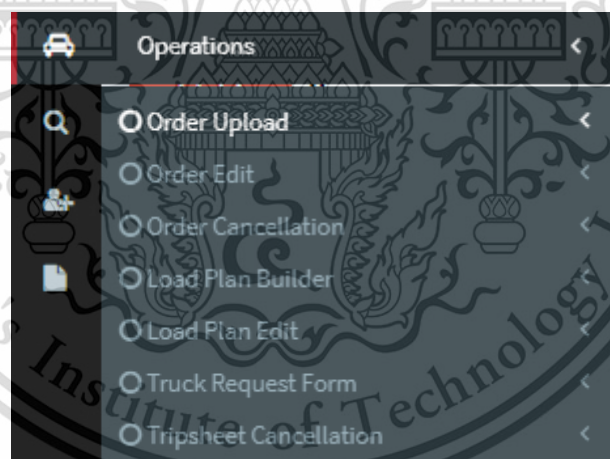 Operations
Order Upload
Order Edit
Order Cancellation
Load Plan Builder
Load Plan Edit
Truck Request Form
Tripsheet Cancellation
's Institute of Technology